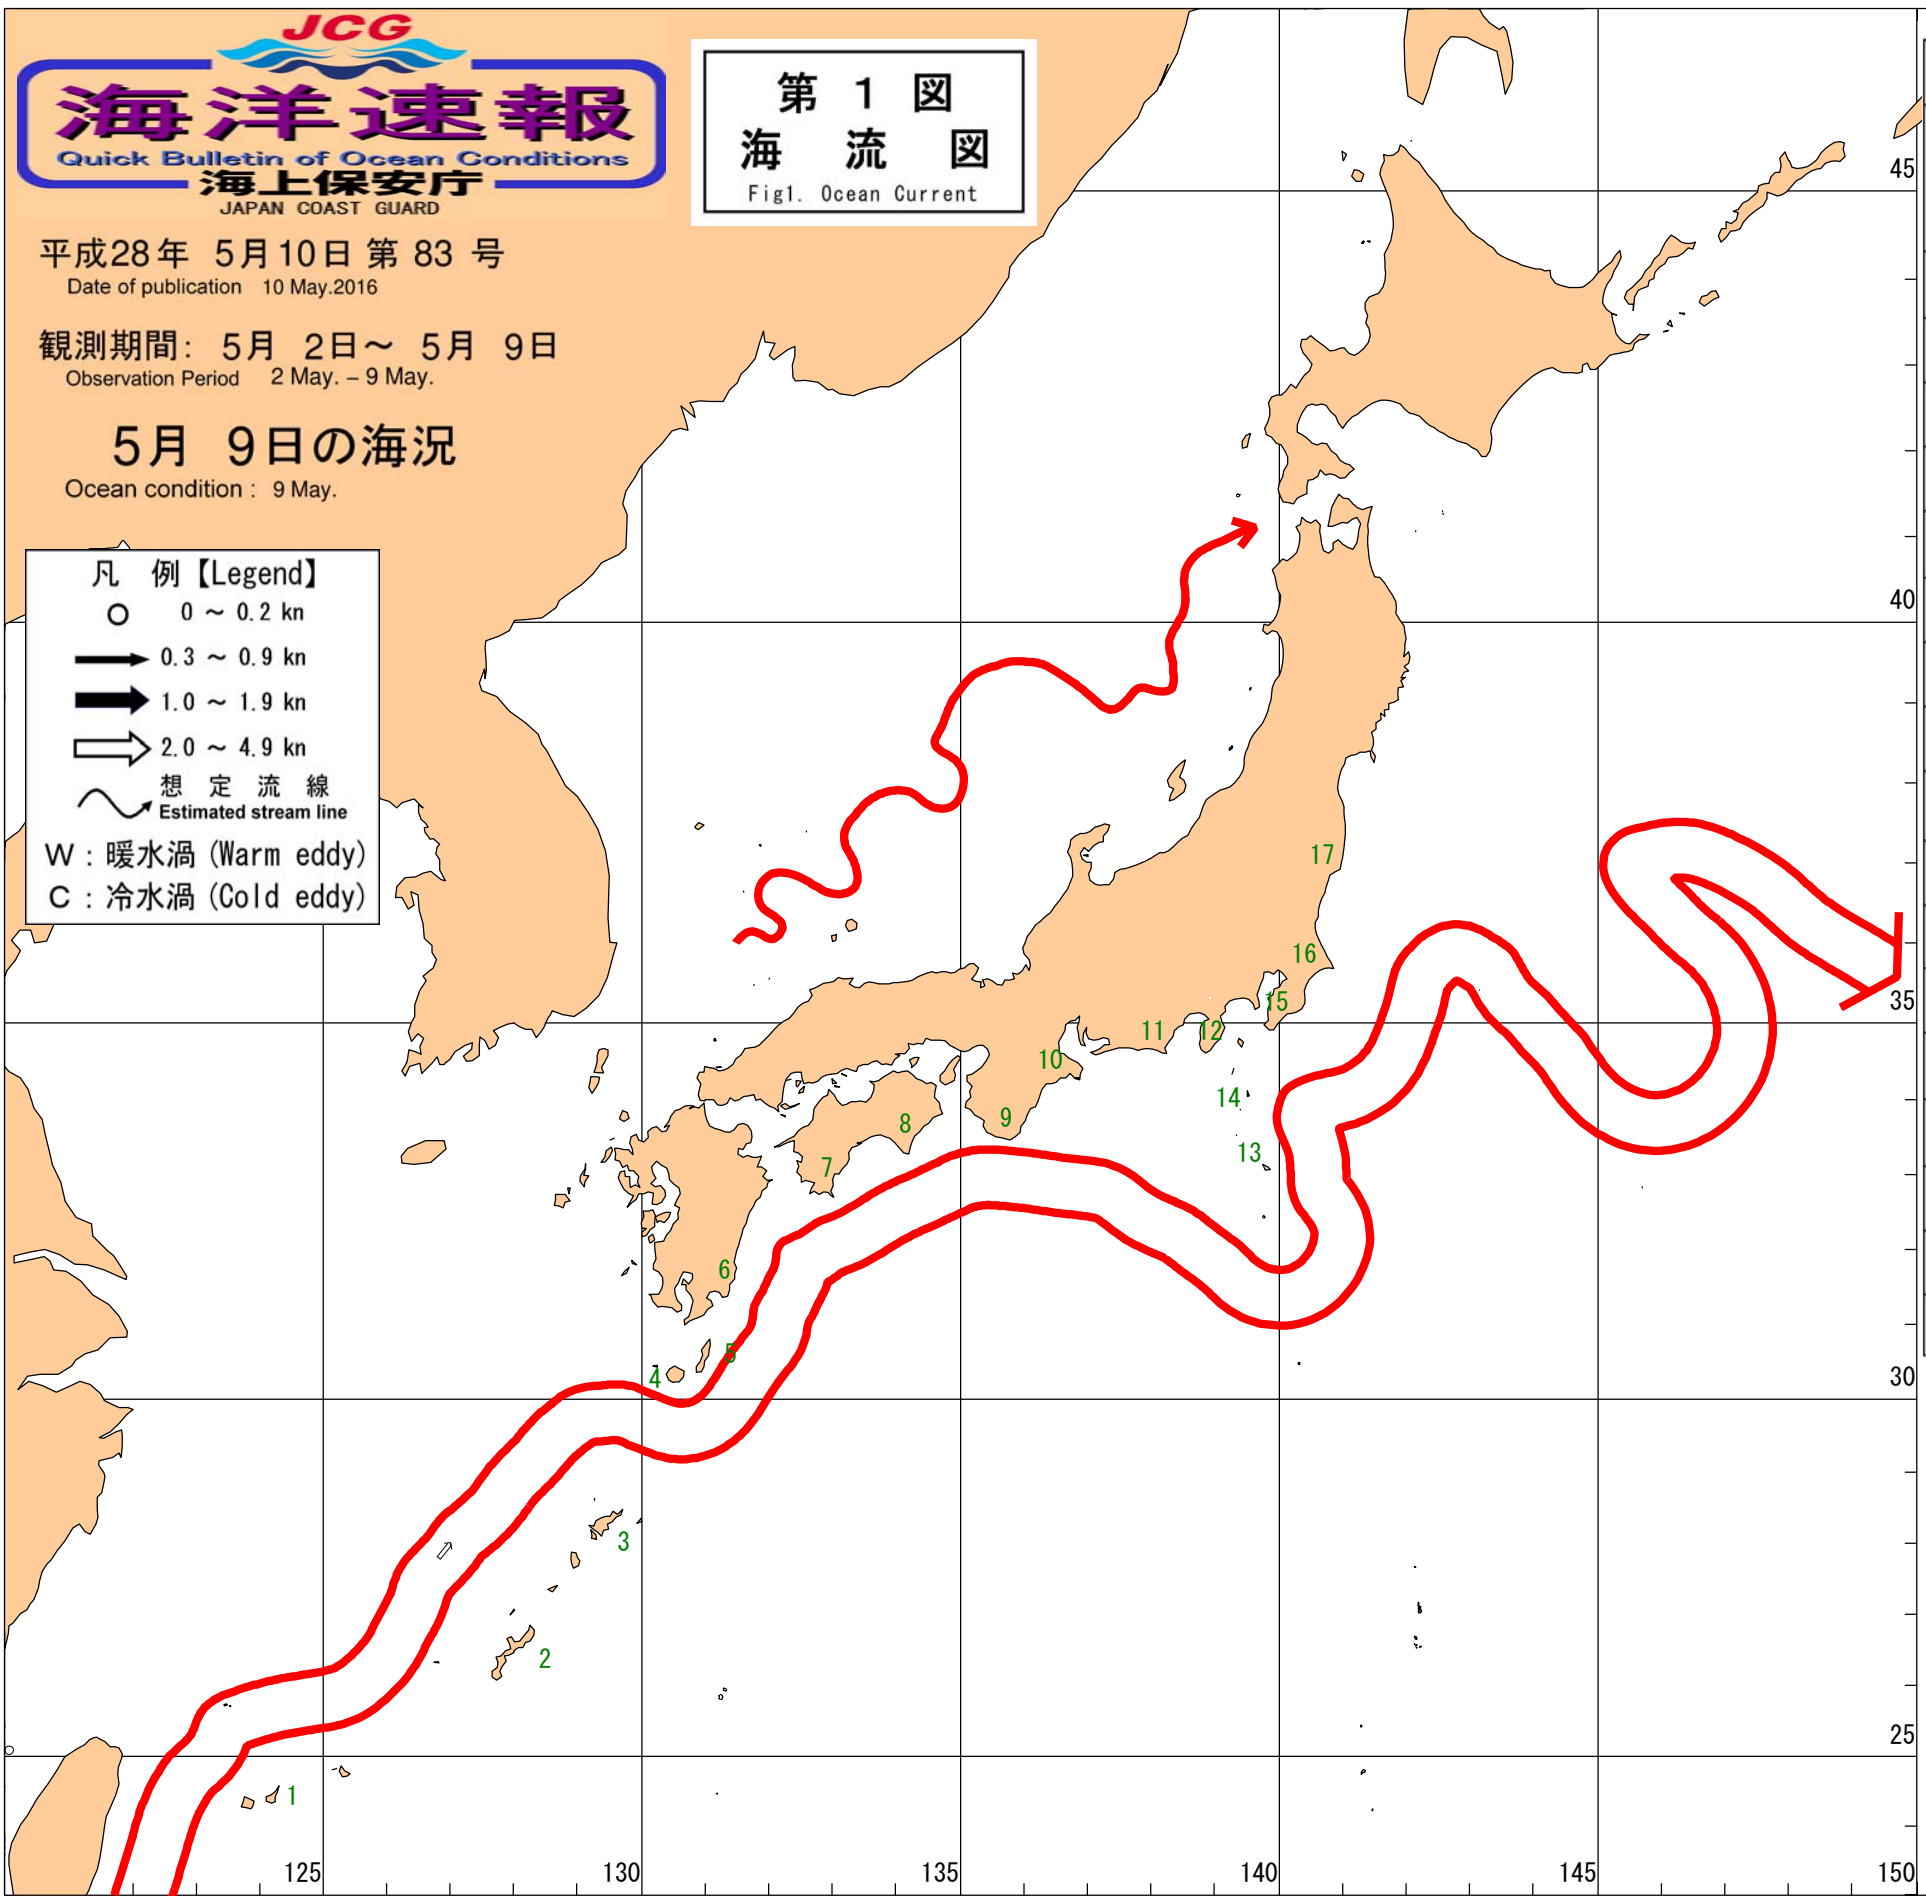 JCG
海洋速報
Quick Bulletin of Ocean Conditions
海上保安庁
JAPAN COAST GUARD
第 1 図
海 流 図
Fig1. Ocean Current
平成28年 5月10日 第 83 号
Date of publication 10 May.2016
観測期間: 5月 2日～ 5月 9日
Observation Period 2 May. – 9 May.
5月 9日の海況
Ocean condition : 9 May.
凡 例【Legend】
0 ～ 0.2 kn
0.3 ～ 0.9 kn
1.0 ～ 1.9 kn
2.0 ～ 4.9 kn
想 定 流 線
Estimated stream line
W : 暖水渦 (Warm eddy)
C : 冷水渦 (Cold eddy)
45
40
17
16
35
15
11
12
10
14
9
8
13
7
6
5
4
30
3
2
25
1
125
130
135
140
145
150